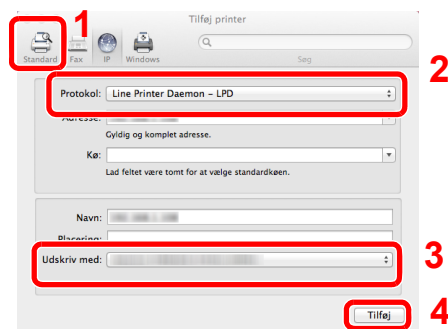 Tilføj printer
1
Standard Fax IP Windows
Søg
2
Protokol: Line Printer Daemon – LPD
Adresse:
Gyldig og komplet adresse.
Kø:
Lad feltet være tomt for at vælge standardkøen.
Navn:
Placering:
Udskriv med:
3
Tilføj
4